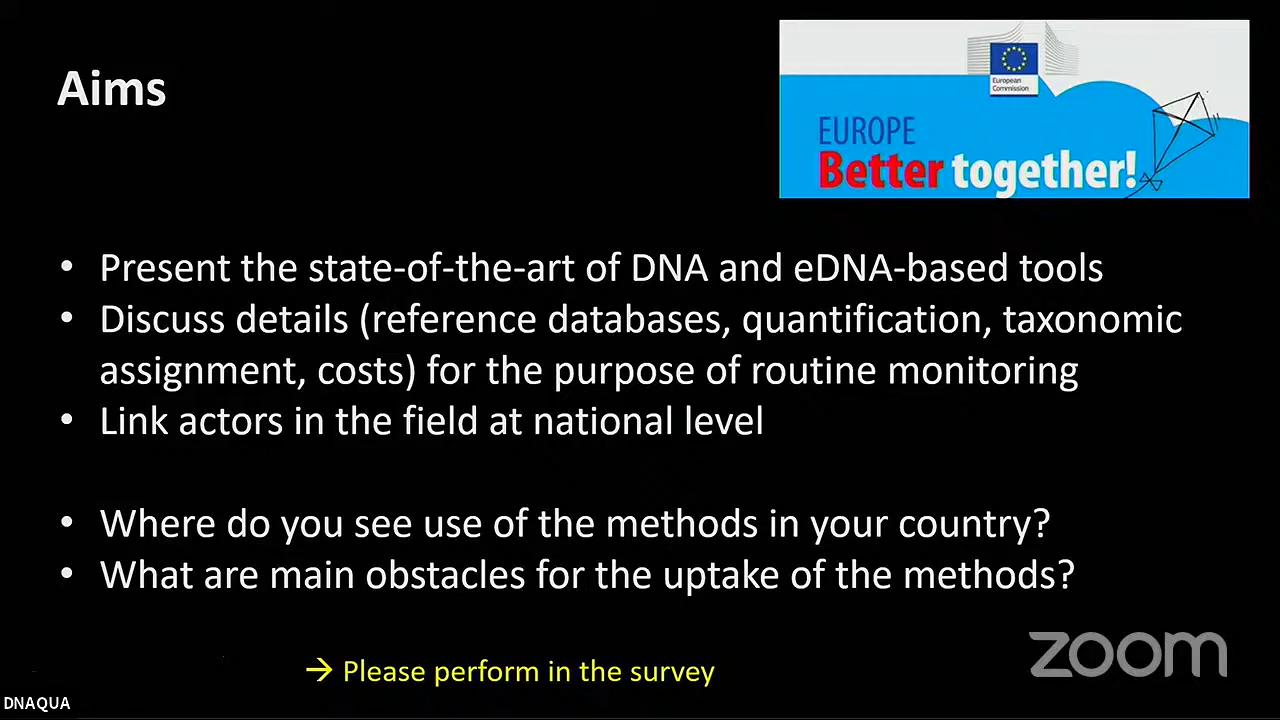 Aims
European
Commission
EUROPE
Better together!
• Present the state-of-the-art of DNA and eDNA-based tools
• Discuss details (reference databases, quantification, taxonomic
assignment, costs) for the purpose of routine monitoring
• Link actors in the field at national level
• Where do you see use of the methods in your country?
• What are main obstacles for the uptake of the methods?
→ Please perform in the survey
zoom
DNAQUA